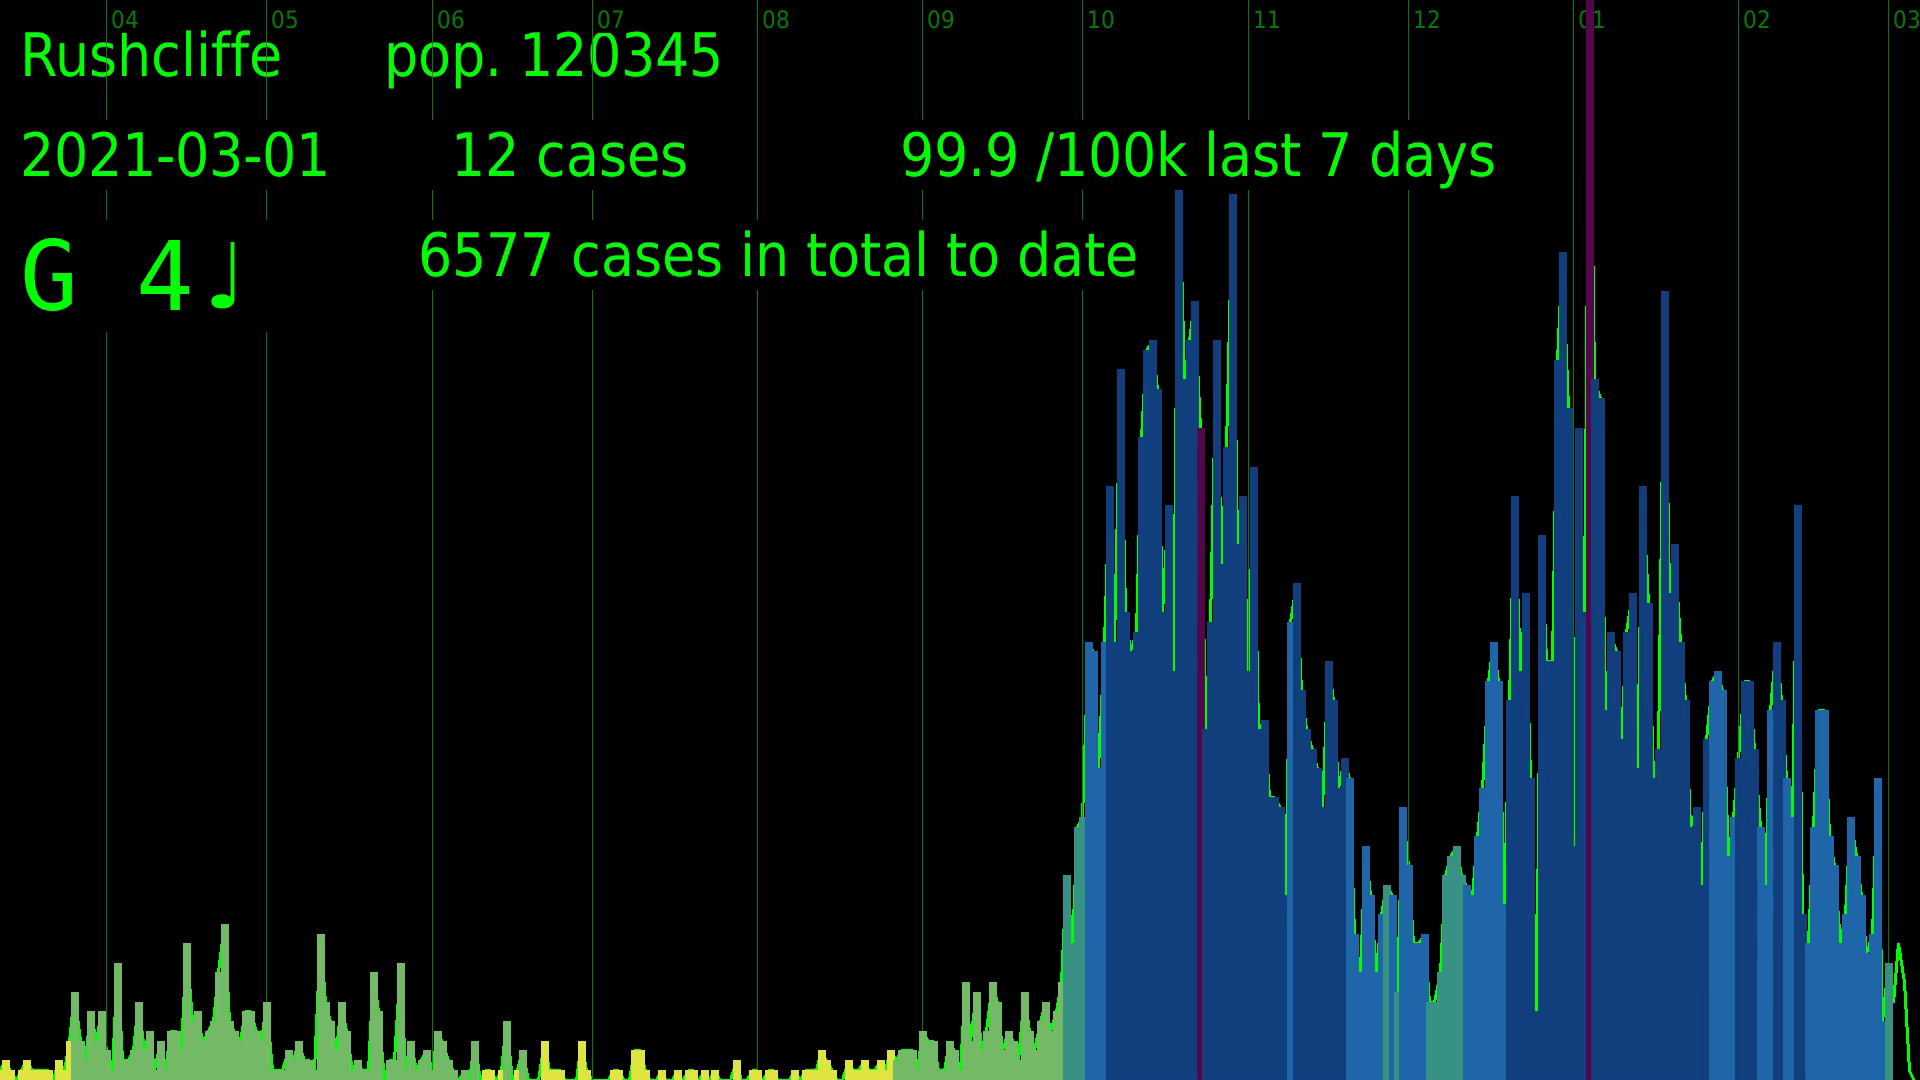 04 05 06 07 08 09 10 11 12 01 02 03
Rushcliffe pop. 120345
2021-03-01 12 cases 99.9 /100k last 7 days
G 4♩ 6577 cases in total to date